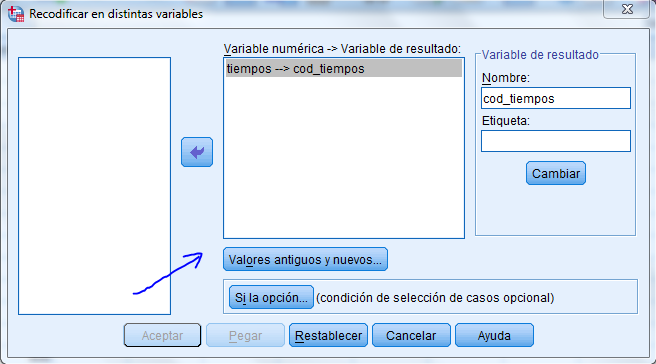 Recodificar en distintas variables
Variable numérica -> Variable de resultado:
tiempos --> cod_tiempos
Variable de resultado
Nombre:
cod_tiempos
Etiqueta:
Cambiar
Valores antiguos y nuevos...
Si la opción... (condición de selección de casos opcional)
Aceptar Pegar Restablecer Cancelar Ayuda